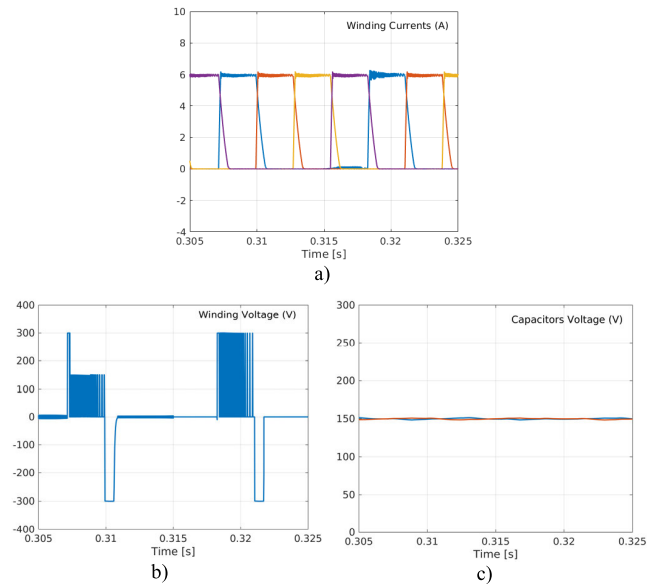 10
Winding Currents (A)
8
6
4
2
0
-2
-4
0.305 0.31 0.315 0.32 0.325
Time [s]
a)
400
Winding Voltage (V)
300
200
100
0
-100
-200
-300
-400
0.305 0.31 0.315 0.32 0.325
Time [s]
b)
300
Capacitors Voltage (V)
250
200
150
100
50
0
0.305 0.31 0.315 0.32 0.325
Time [s]
c)